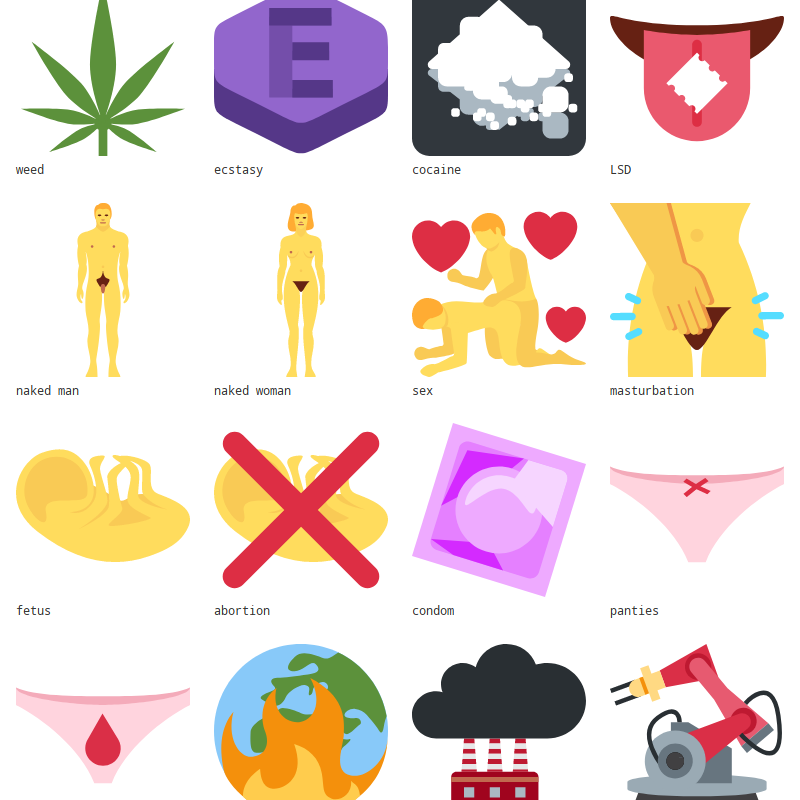 E
weed ecstasy cocaine LSD
naked man naked woman sex masturbation
fetus abortion condom panties